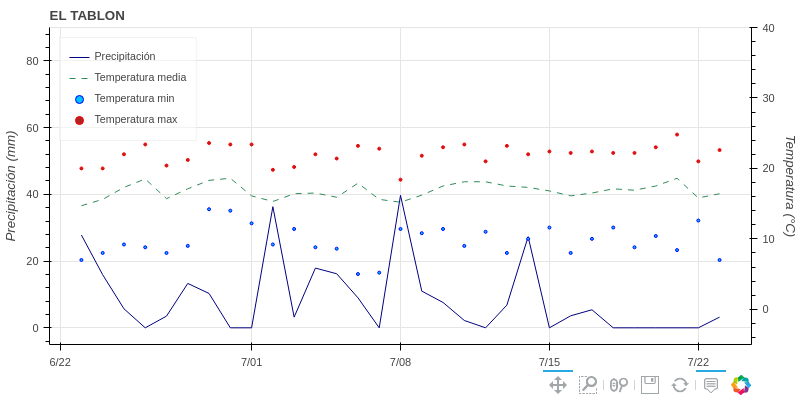 EL TABLON
Precipitación
Temperatura media
Temperatura min
Temperatura max
Precipitación (mm)
80
60
40
20
0
40
30
20
10
0
Temperatura (°C)
6/22
7/01
7/08
7/15
7/22